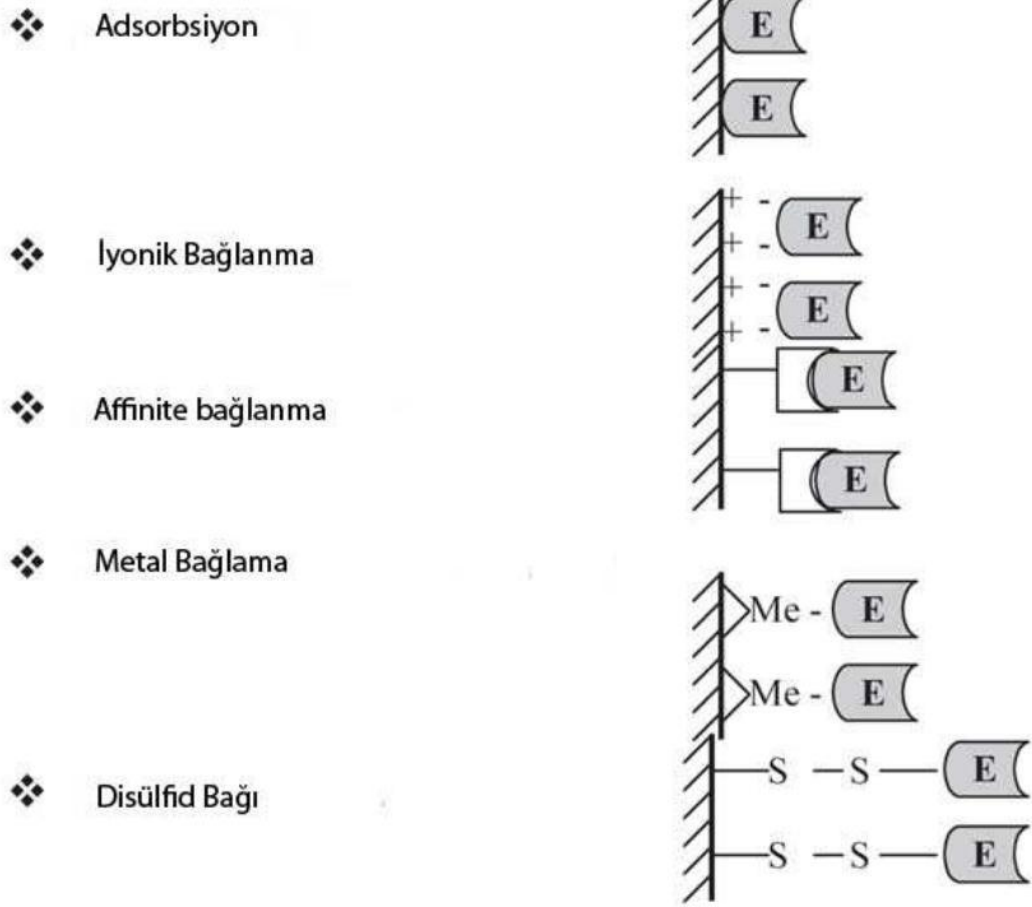 Adsorbsiyon
E
E
İyonik Bağlanma
+ - E
+ -
+ - E
+ -
Affinite bağlanma
E
E
Metal Bağlama
Me - E
Me - E
Disülfid Bağı
S — S — E
S — S — E